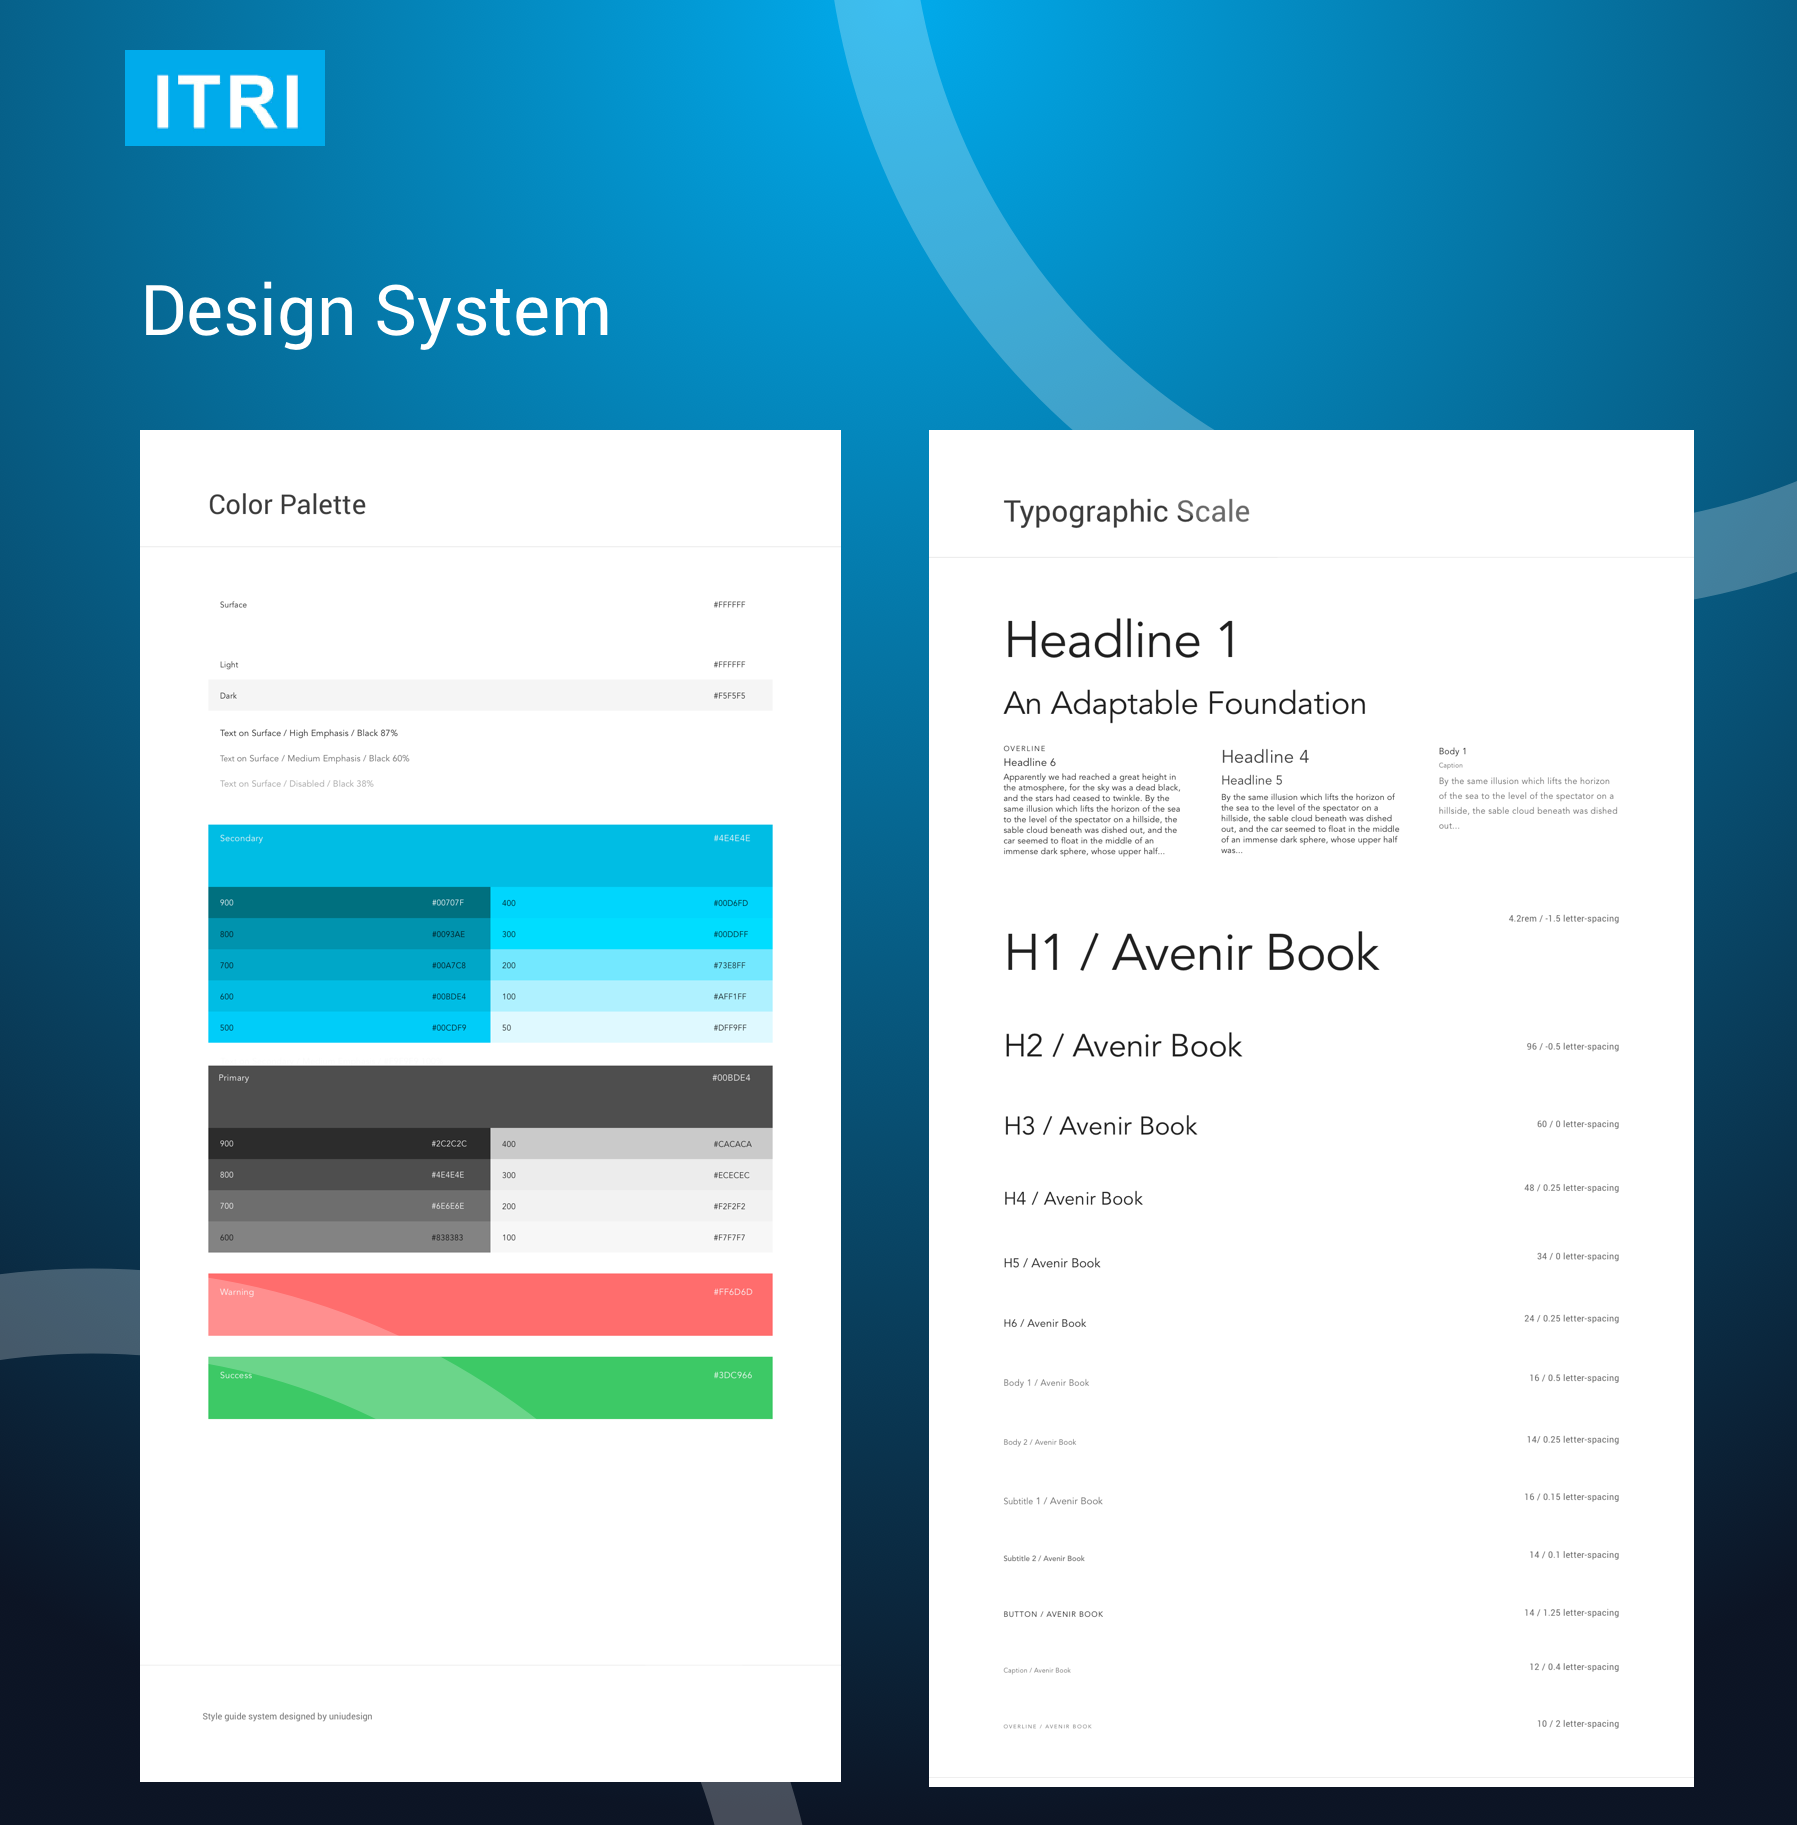 ITRI
Design System
Color Palette
Surface #FFFFFF
Light #FFFFFF
Dark #F5F5F5
Text on Surface / High Emphasis / Black 87%
Text on Surface / Medium Emphasis / Black 60%
Text on Surface / Disabled / Black 38%
Secondary #4E4E4E
900 #00707F 400 #00D6FD
800 #0093AE 300 #00DDFF
700 #00A7C8 200 #73E8FF
600 #00BDE4 100 #AFF1FF
500 #00CDF9 50 #DFF9FF
Primary #00BDE4
900 #2C2C2C 400 #CACACA
800 #4E4E4E 300 #ECECEC
700 #6E6E6E 200 #F2F2F2
600 #838383 100 #F7F7F7
Warning #FF6D6D
Success #3DC966
Style guide system designed by uniudesign
Typographic Scale
Headline 1
An Adaptable Foundation
OVERLINE
Headline 6
Apparently we had reached a great height in
the atmosphere, for the sky was a dead black,
and the stars had ceased to twinkle. By the
same illusion which lifts the horizon of the sea
to the level of the spectator on a hillside, the
sable cloud beneath was dished out, and the
car seemed to float in the middle of an
immense dark sphere, whose upper half...
Headline 4
Headline 5
By the same illusion which lifts the horizon of
the sea to the level of the spectator on a
hillside, the sable cloud beneath was dished
out, and the car seemed to float in the middle
of an immense dark sphere, whose upper half
was...
Body 1
Caption
By the same illusion which lifts the horizon
of the sea to the level of the spectator on a
hillside, the sable cloud beneath was dished
out...
4.2rem / -1.5 letter-spacing
H1 / Avenir Book
H2 / Avenir Book 96 / -0.5 letter-spacing
H3 / Avenir Book 60 / 0 letter-spacing
H4 / Avenir Book 48 / 0.25 letter-spacing
H5 / Avenir Book 34 / 0 letter-spacing
H6 / Avenir Book 24 / 0.25 letter-spacing
Body 1 / Avenir Book 16 / 0.5 letter-spacing
Body 2 / Avenir Book 14/ 0.25 letter-spacing
Subtitle 1 / Avenir Book 16 / 0.15 letter-spacing
Subtitle 2 / Avenir Book 14 / 0.1 letter-spacing
BUTTON / AVENIR BOOK 14 / 1.25 letter-spacing
Caption / Avenir Book 12 / 0.4 letter-spacing
OVERLINE / AVENIR BOOK 10 / 2 letter-spacing